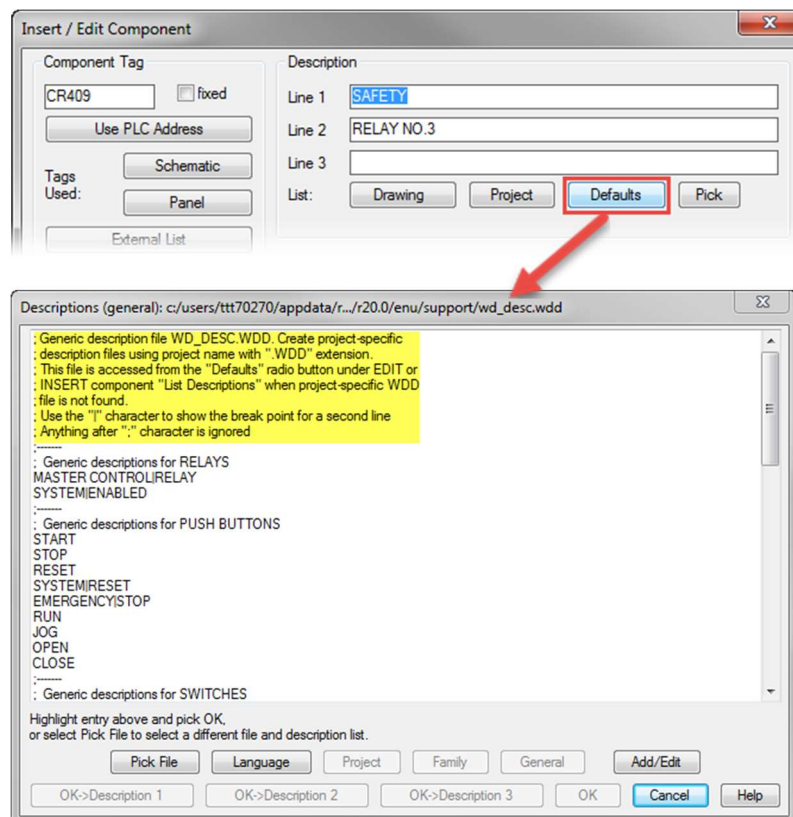 Insert / Edit Component
Component Tag
CR409
fixed
Use PLC Address
Tags
Used:
Schematic
Panel
External List
Description
Line 1 SAFETY
Line 2 RELAY NO.3
Line 3
List: Drawing Project Defaults Pick
Descriptions (general): c:/users/ttt70270/appdata/r.../r20.0/enu/support/wd_desc.wdd
; Generic description file WD_DESC.WDD. Create project-specific
; description files using project name with ".WDD" extension.
; This file is accessed from the "Defaults" radio button under EDIT or
; INSERT component "List Descriptions" when project-specific WDD
; file is not found.
; Use the "|" character to show the break point for a second line
; Anything after ";" character is ignored
;-------
; Generic descriptions for RELAYS
MASTER CONTROL|RELAY
SYSTEM|ENABLED
;-------
; Generic descriptions for PUSH BUTTONS
START
STOP
RESET
SYSTEM|RESET
EMERGENCY|STOP
RUN
JOG
OPEN
CLOSE
;-------
; Generic descriptions for SWITCHES
Highlight entry above and pick OK,
or select Pick File to select a different file and description list.
Pick File Language Project Family General Add/Edit
OK->Description 1 OK->Description 2 OK->Description 3 OK Cancel Help